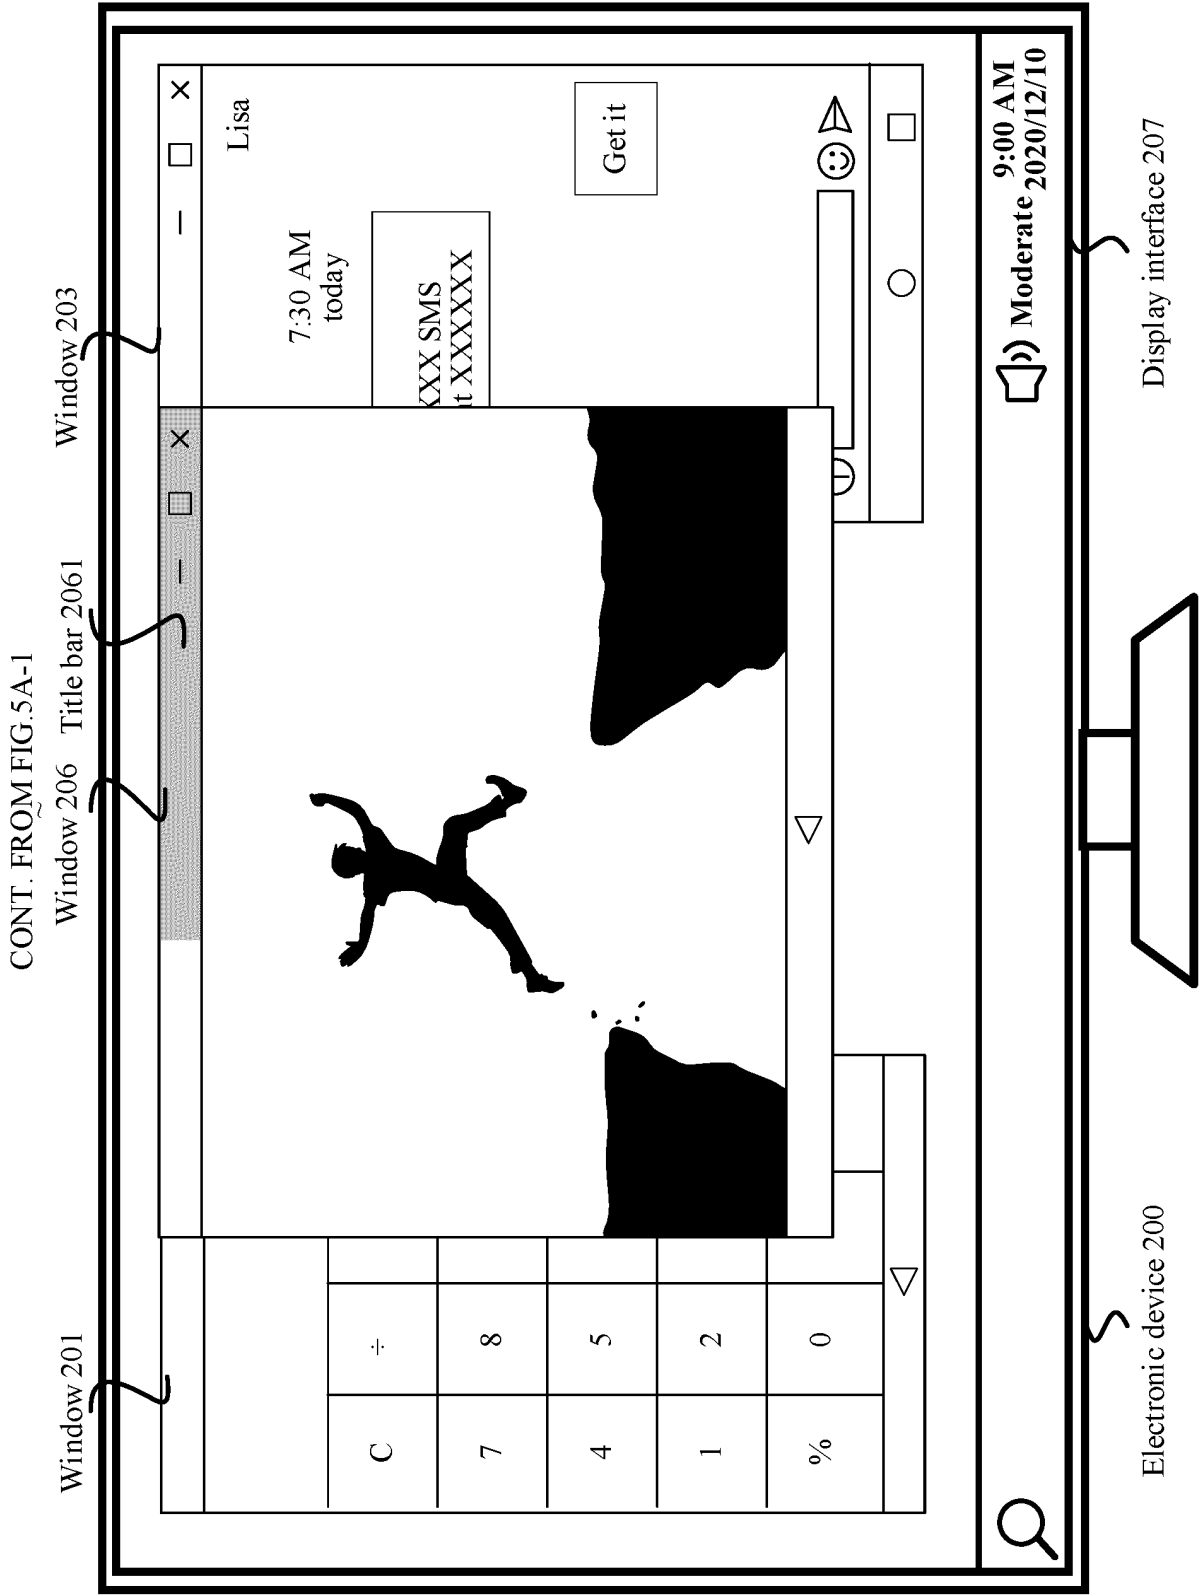 CONT. FROM FIG.5A-1
Window 201
Window 206
Title bar 2061
Window 203
Lisa
7:30 AM
today
XXX SMS
XXXXXX
Get it
C
÷
7
8
4
5
1
2
%
0
Moderate
9:00 AM
2020/12/10
Electronic device 200
Display interface 207